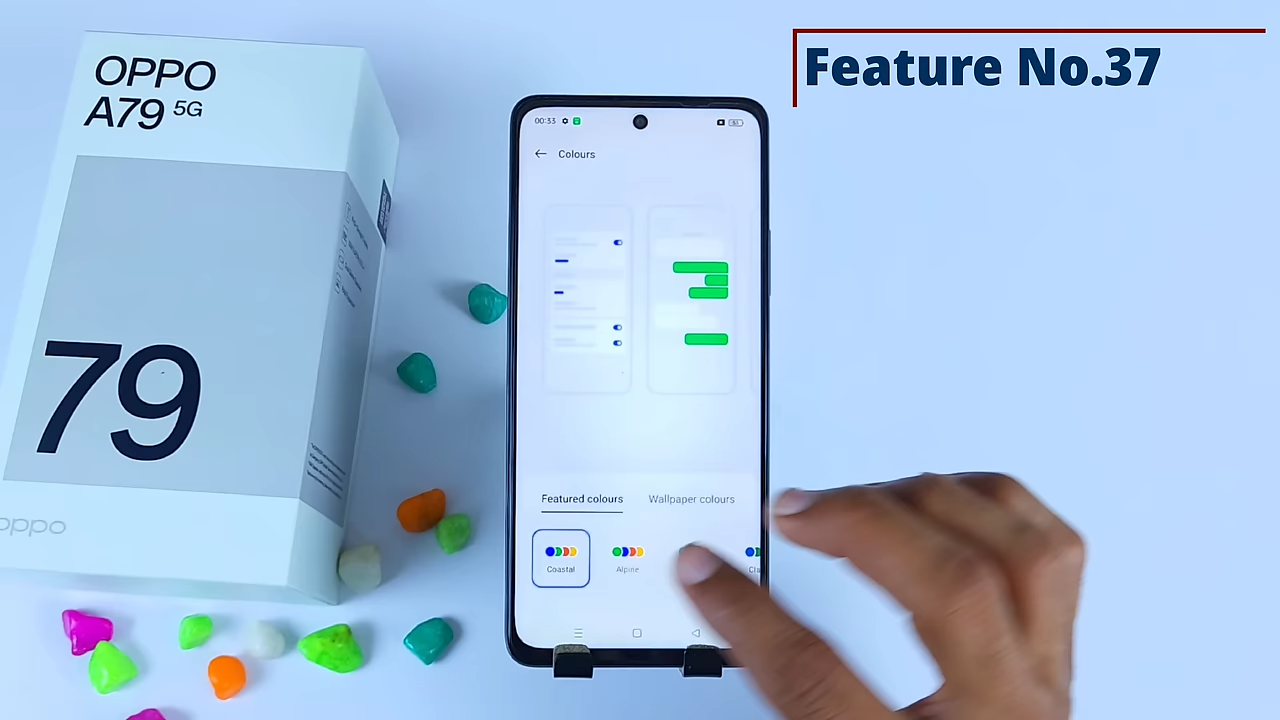 Feature No.37
OPPO
A79 5G
79
oppo
00:33
Colours
Featured colours
Wallpaper colours
Coastal
Alpine